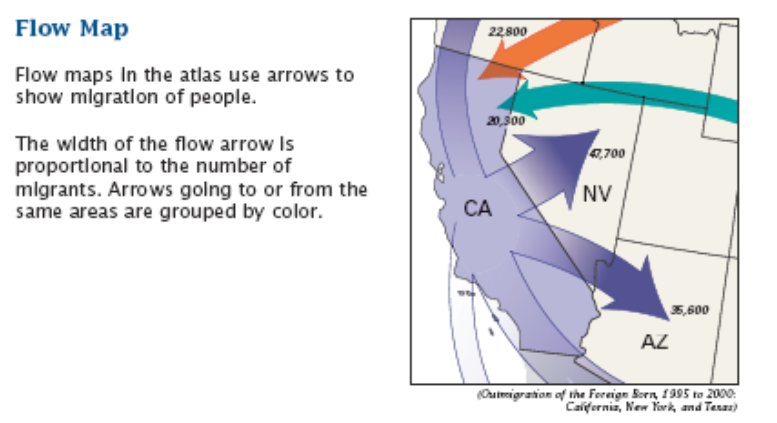 Flow Map
Flow maps in the atlas use arrows to
show migration of people.
The width of the flow arrow is
proportional to the number of
migrants. Arrows going to or from the
same areas are grouped by color.
22,800
20,300
47,700
NV
CA
35,600
AZ
(Outmigration of the Foreign Born, 1995 to 2000:
California, New York, and Texas)